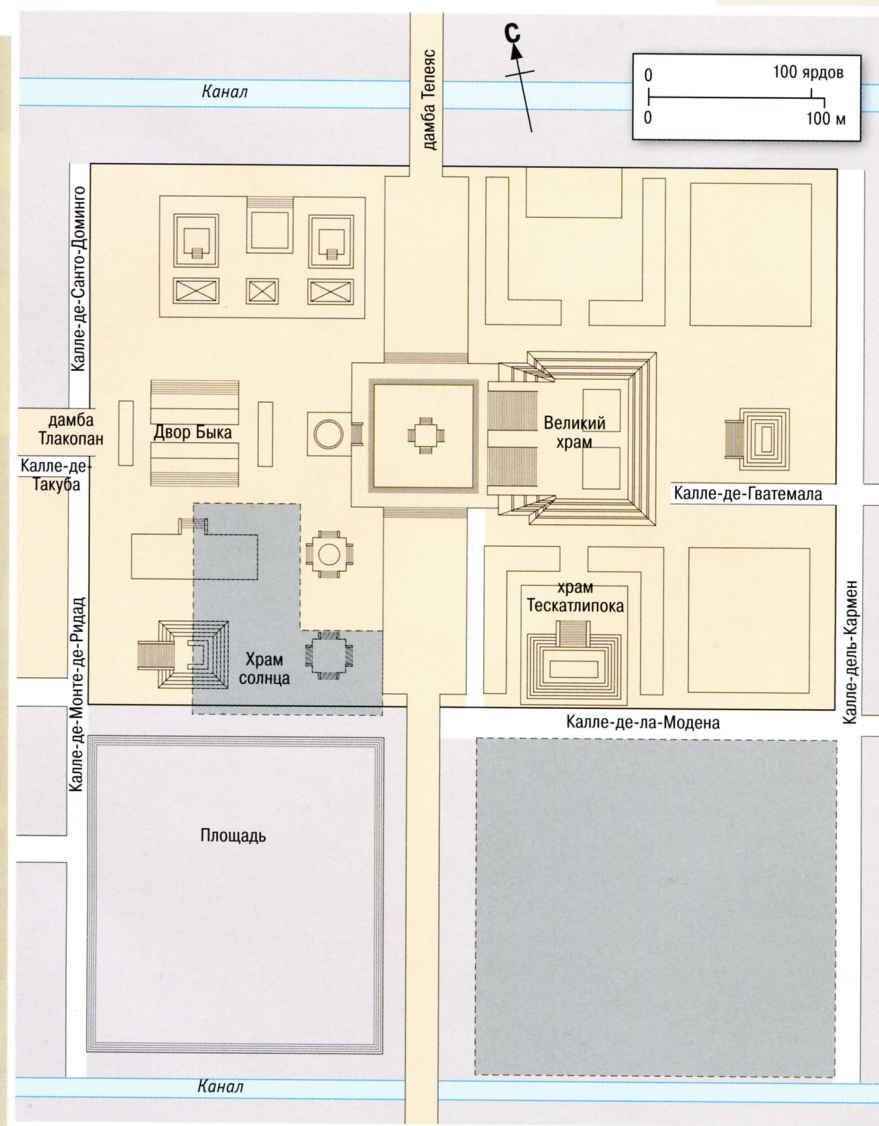 С
0
100 ярдов
0
100 м
Канал
дамба Тепеяс
Калле-де-Санто-Доминго
дамба
Тлакопан
Калле-де-
Такуба
Двор Быка
Великий
храм
Калле-де-Гватемала
храм
Тескатлипока
Храм
солнца
Калле-де-Монте-де-Ридад
Калле-дель-Кармен
Калле-де-ла-Модена
Площадь
Канал